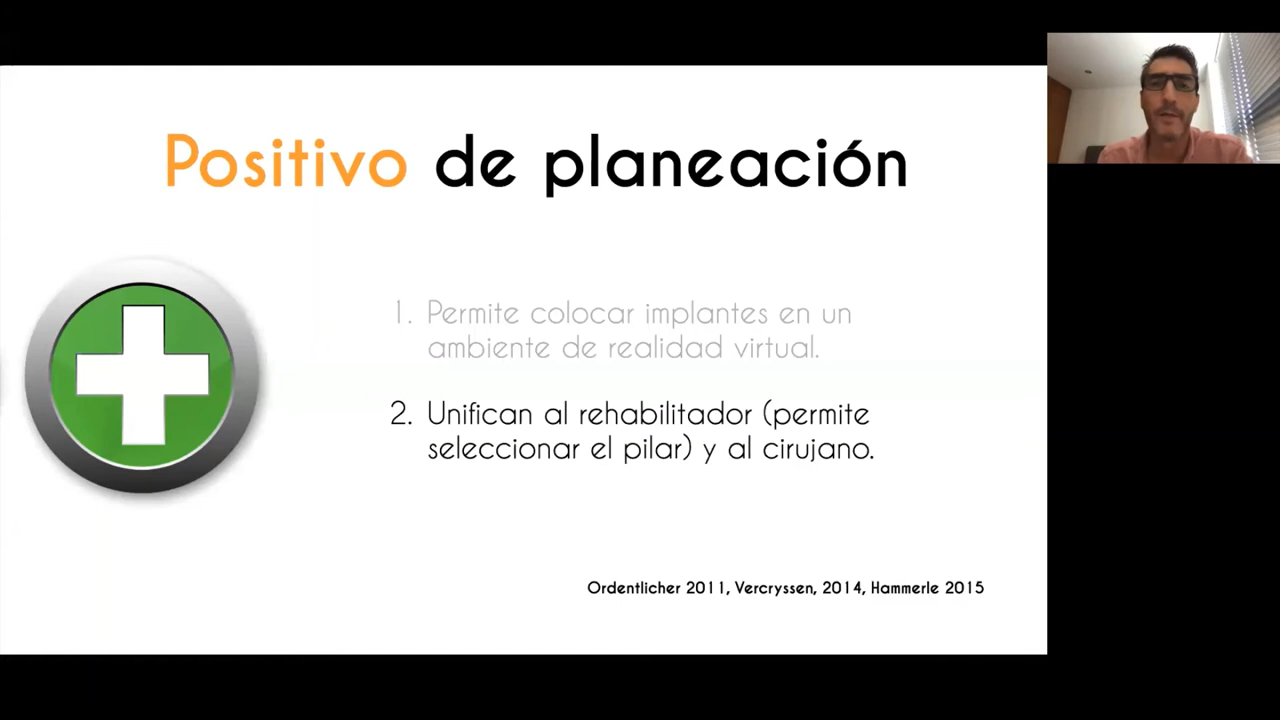 Positivo de planeación
1. Permite colocar implantes en un
ambiente de realidad virtual.
2. Unifican al rehabilitador (permite
seleccionar el pilar) y al cirujano.
Ordentlicher 2011, Vercryssen, 2014, Hammerle 2015